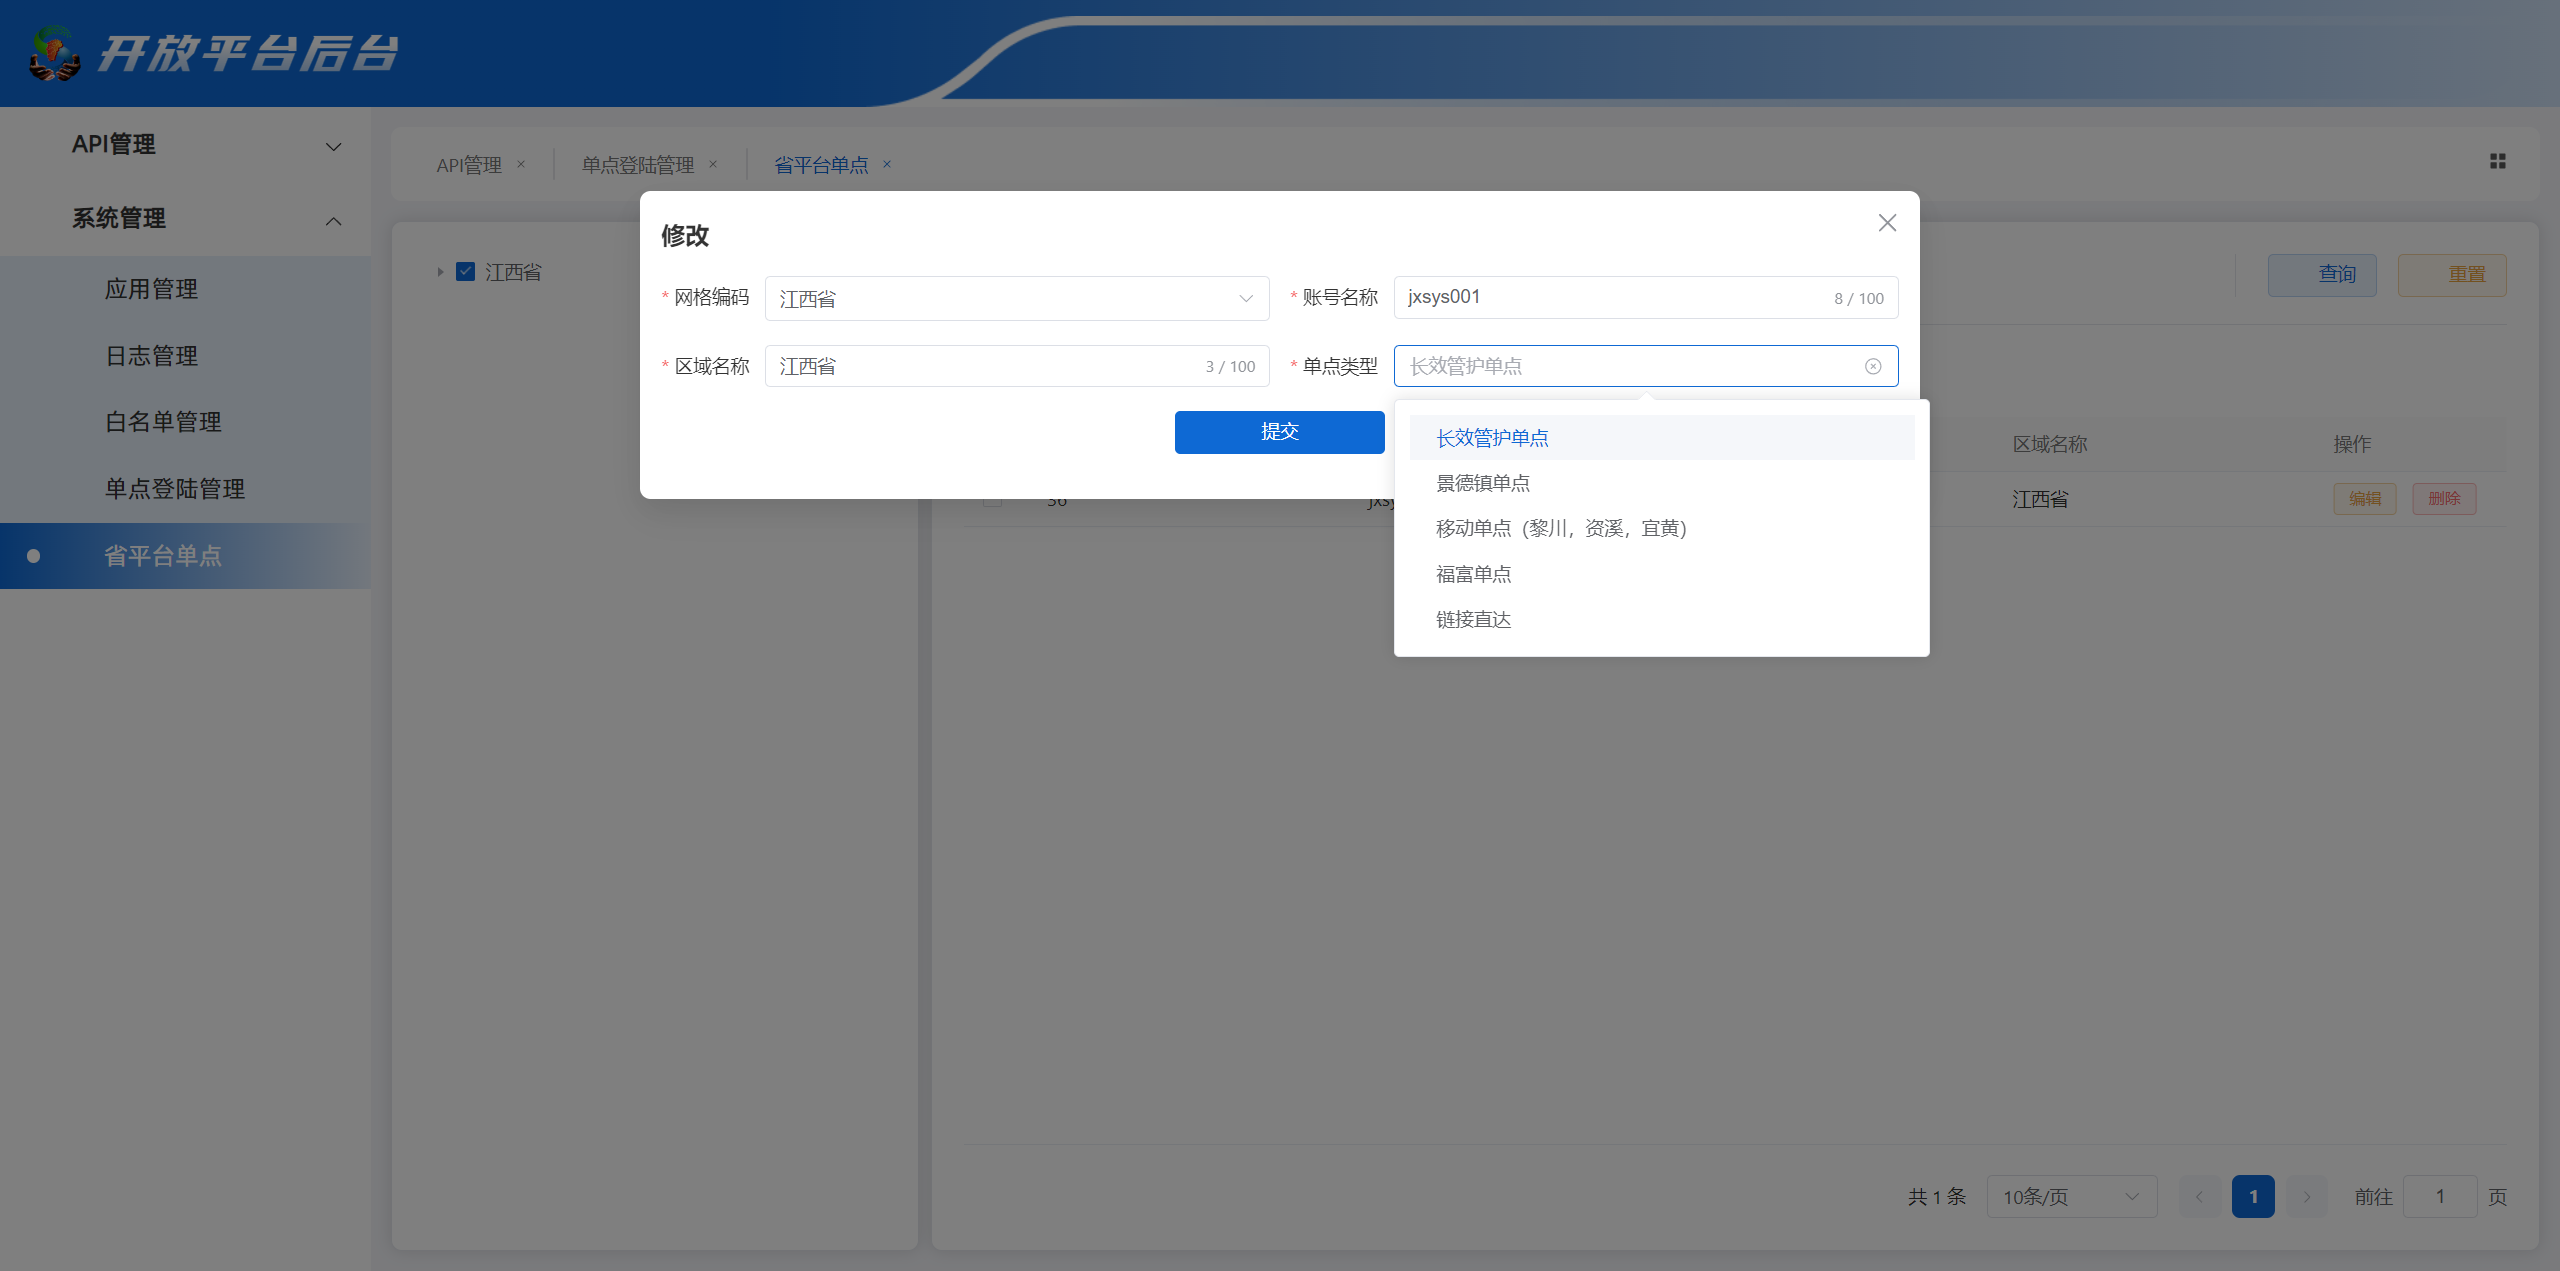 开放平台后台
API管理
系统管理
应用管理
日志管理
白名单管理
单点登陆管理
省平台单点
API管理 × 单点登陆管理 × 省平台单点 ×
江西省
查询 重置
修改
* 网格编码 江西省
* 账号名称 jxsys001 8 / 100
* 区域名称 江西省 3 / 100
* 单点类型 长效管护单点
提交
长效管护单点
景德镇单点
移动单点（黎川，资溪，宜黄）
福富单点
链接直达
区域名称 操作
36 jxsy 江西省 编辑 删除
共 1 条 10条/页 1 前往 1 页